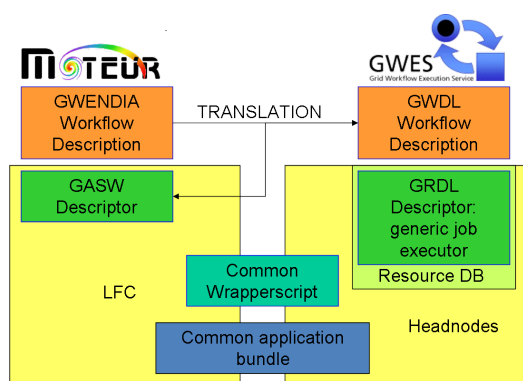 MOTEUR
GWES
Grid Workflow Execution Service
GWENDIA
Workflow
Description
TRANSLATION
GWDL
Workflow
Description
GASW
Descriptor
GRDL
Descriptor:
generic job
executor
Resource DB
Common
Wrapperscript
LFC
Headnodes
Common application
bundle